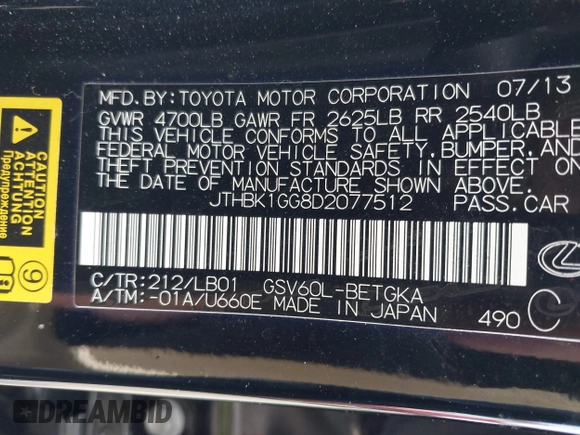 MFD.BY:TOYOTA MOTOR CORPORATION 07/13
GVWR 4700LB GAWR FR 2625LB RR 2540LB
THIS VEHICLE CONFORMS TO ALL APPLICABLE
FEDERAL MOTOR VEHICLE SAFETY, BUMPER, AND
THEFT PREVENTION STANDARDS IN EFFECT ON
THE DATE OF MANUFACTURE SHOWN ABOVE.
JTHBK1GG8D2077512 PASS.CAR
C/TR:212/LB01 GSV60L-BETGKA
A/TM:-01A/U660E MADE IN JAPAN 490 C
CAUTION
ATTENTION
ACHTUNG
Предупреждение
9
DREAMBID